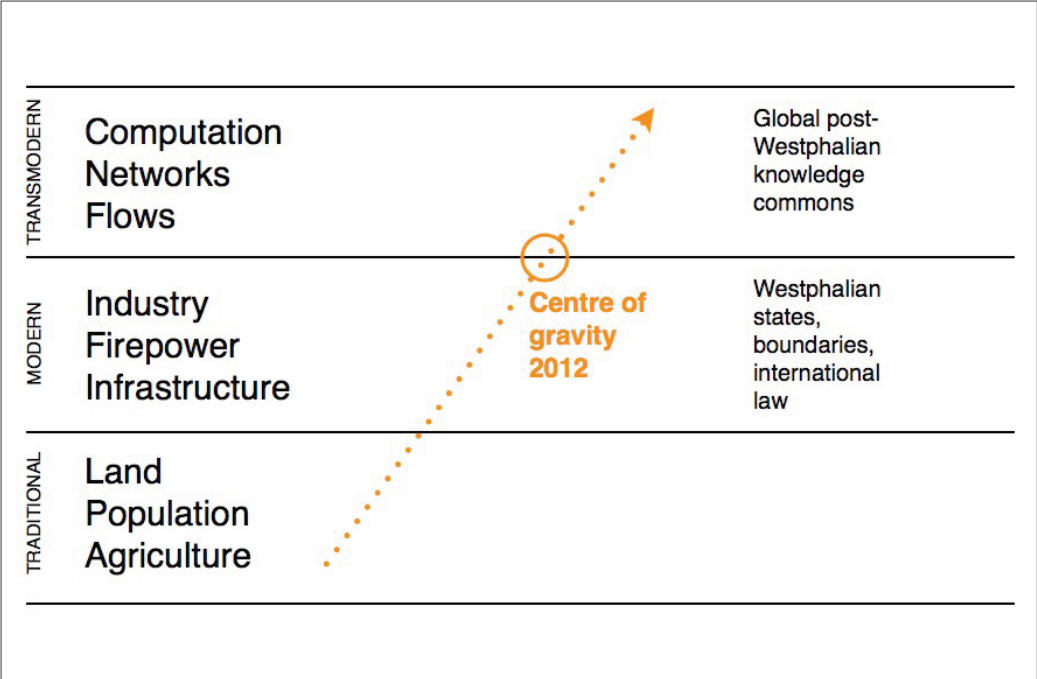 TRANSMODERN
Computation
Networks
Flows
Global post-
Westphalian
knowledge
commons
MODERN
Industry
Firepower
Infrastructure
Centre of
gravity
2012
Westphalian
states,
boundaries,
international
law
TRADITIONAL
Land
Population
Agriculture